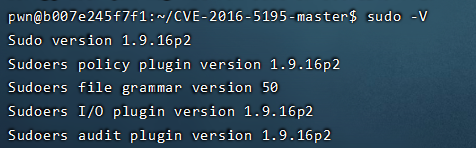 pwn@b007e245f7f1:~/CVE-2016-5195-master$ sudo -V
Sudo version 1.9.16p2
Sudoers policy plugin version 1.9.16p2
Sudoers file grammar version 50
Sudoers I/O plugin version 1.9.16p2
Sudoers audit plugin version 1.9.16p2